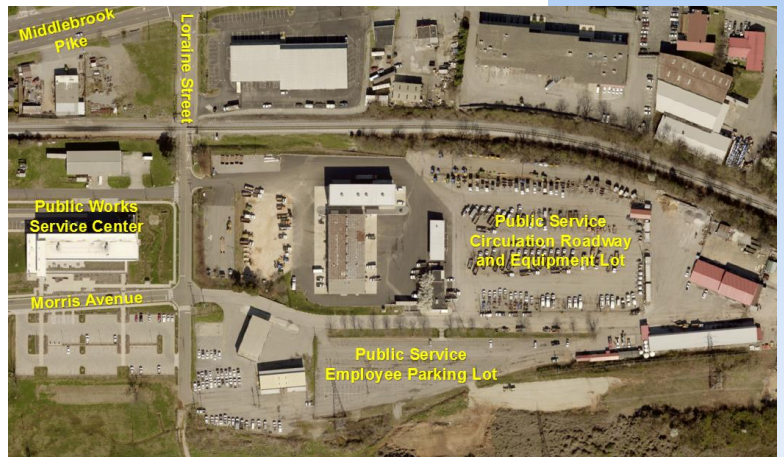 Middlebrook
Pike
Loraine Street
Public Works
Service Center
Public Service
Circulation Roadway
and Equipment Lot
Morris Avenue
Public Service
Employee Parking Lot